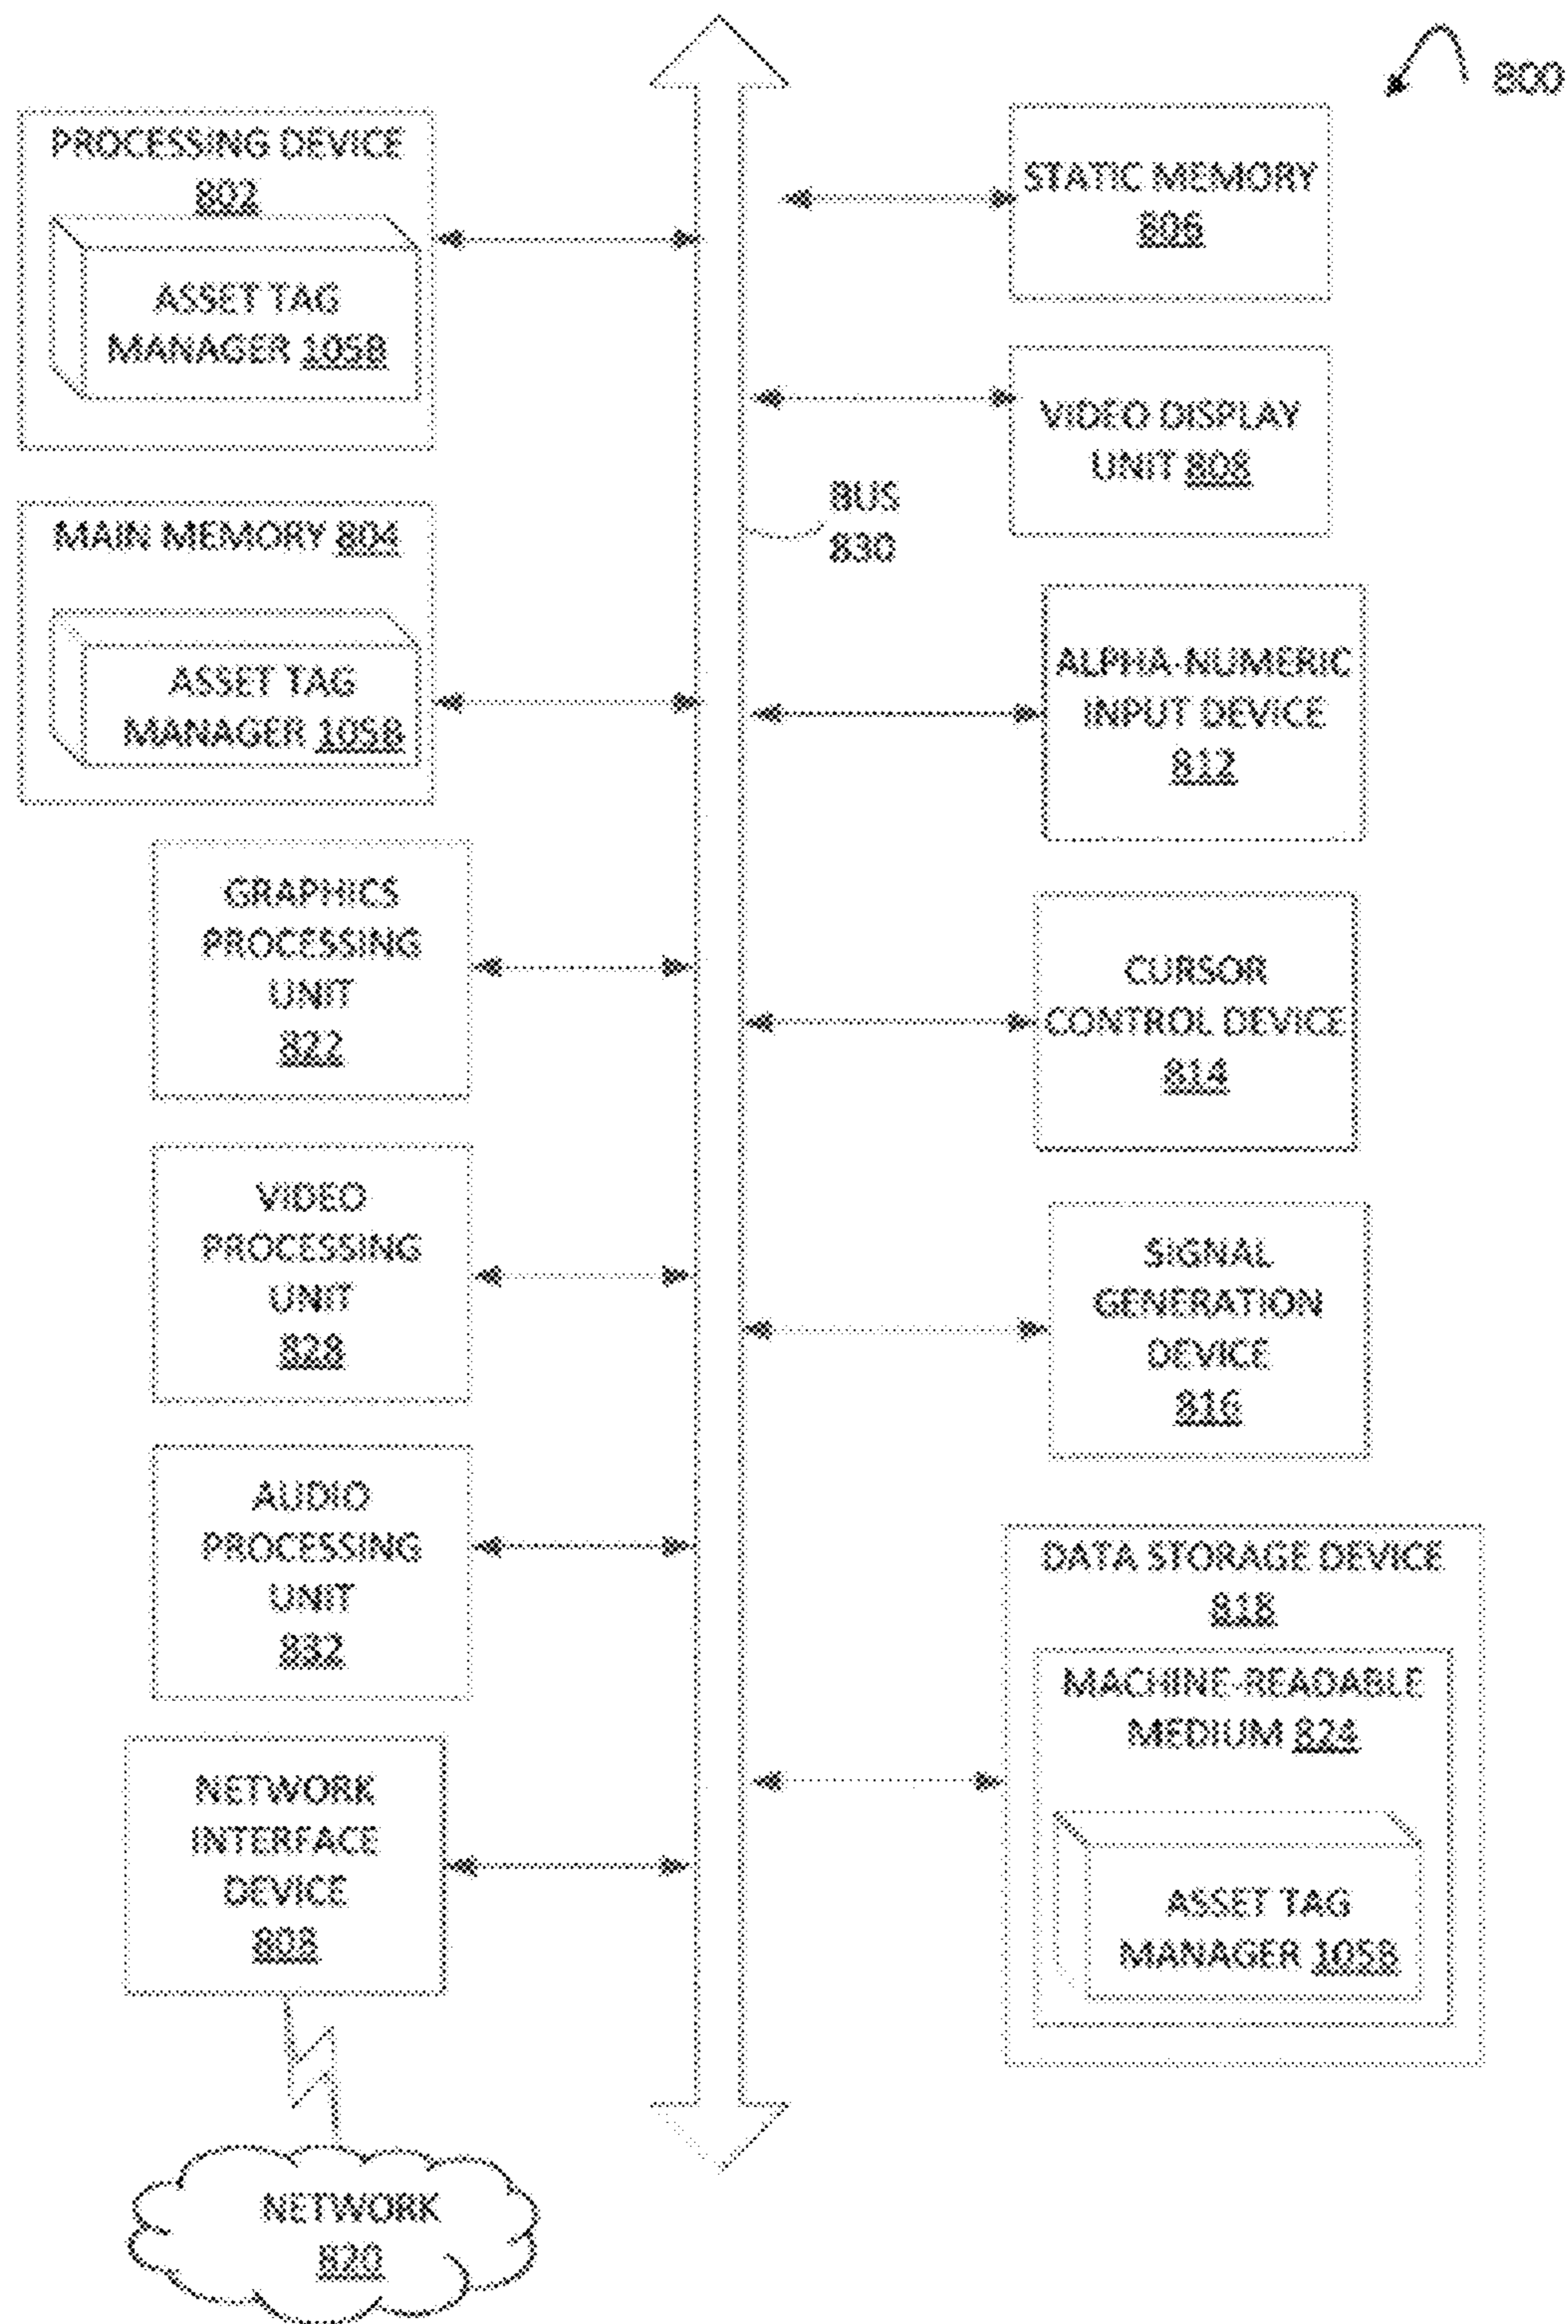 800
PROCESSING DEVICE
802
ASSET TAG
MANAGER 105B
MAIN MEMORY 804
ASSET TAG
MANAGER 105B
GRAPHICS
PROCESSING
UNIT
822
VIDEO
PROCESSING
UNIT
828
AUDIO
PROCESSING
UNIT
832
NETWORK
INTERFACE
DEVICE
808
NETWORK
820
BUS
830
STATIC MEMORY
806
VIDEO DISPLAY
UNIT 808
ALPHA-NUMERIC
INPUT DEVICE
812
CURSOR
CONTROL DEVICE
814
SIGNAL
GENERATION
DEVICE
816
DATA STORAGE DEVICE
818
MACHINE-READABLE
MEDIUM 824
ASSET TAG
MANAGER 105B